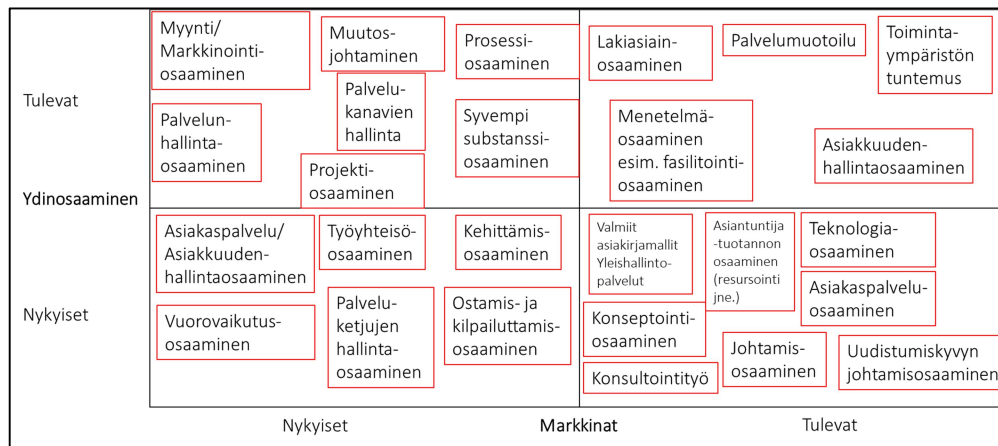 Myynti/
Markkinointi-
osaaminen
Muutos-
johtaminen
Prosessi-
osaaminen
Lakiasiain-
osaaminen
Palvelumuotoilu
Toiminta-
ympäristön
tuntemus
Tulevat
Palvelu-
kanavien
hallinta
Palvelun-
hallinta-
osaaminen
Syvempi
substanssi-
osaaminen
Menetelmä-
osaaminen
esim. fasilitointi-
osaaminen
Asiakkuuden-
hallintaosaaminen
Projekti-
osaaminen
Ydinosaaminen
Asiakaspalvelu/
Asiakkuuden-
hallintaosaaminen
Työyhteisö-
osaaminen
Kehittämis-
osaaminen
Valmiit
asiakirjamallit
Yleishallinto-
palvelut
Asiantuntija
-tuotannon
osaaminen
(resursointi
jne.)
Teknologia-
osaaminen
Asiakaspalvelu-
osaaminen
Nykyiset
Vuorovaikutus-
osaaminen
Palvelu-
ketjujen
hallinta-
osaaminen
Ostamis- ja
kilpailuttamis-
osaaminen
Konseptointi-
osaaminen
Konsultointityö
Johtamis-
osaaminen
Uudistumiskyvyn
johtamisosaaminen
Nykyiset
Markkinat
Tulevat